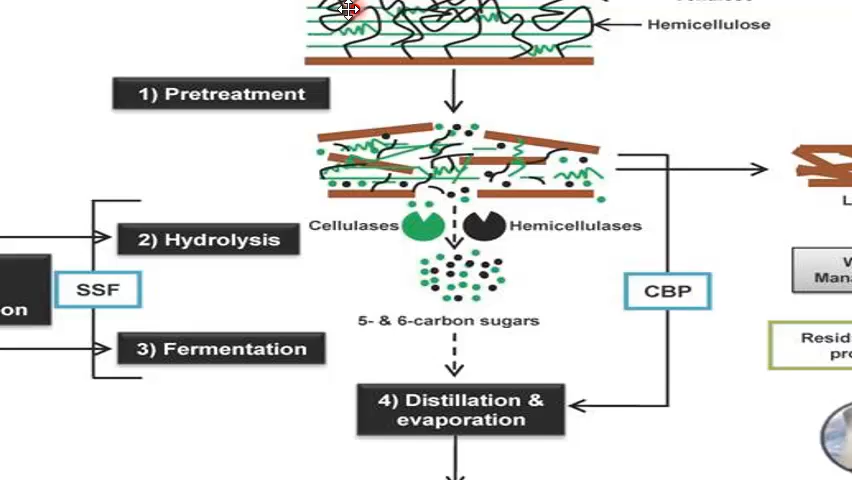 Hemicellulose
1) Pretreatment
Cellulases
Hemicellulases
2) Hydrolysis
SSF
CBP
5- & 6-carbon sugars
3) Fermentation
4) Distillation &
evaporation